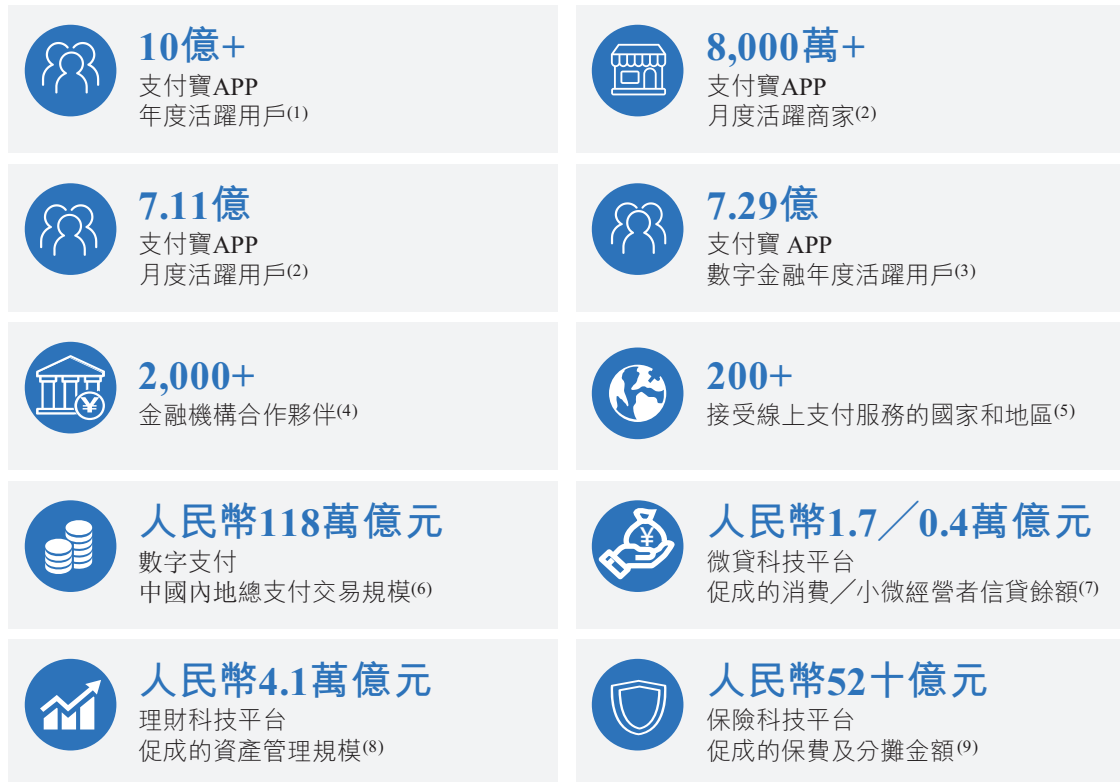 10億+
支付寶APP
年度活躍用戶(1)
8,000萬+
支付寶APP
月度活躍商家(2)
7.11億
支付寶APP
月度活躍用戶(2)
7.29億
支付寶 APP
數字金融年度活躍用戶(3)
2,000+
金融機構合作夥伴(4)
200+
接受線上支付服務的國家和地區(5)
人民幣118萬億元
數字支付
中國內地總支付交易規模(6)
人民幣1.7／0.4萬億元
微貸科技平台
促成的消費／小微經營者信貸餘額(7)
人民幣4.1萬億元
理財科技平台
促成的資產管理規模(8)
人民幣52十億元
保險科技平台
促成的保費及分攤金額(9)